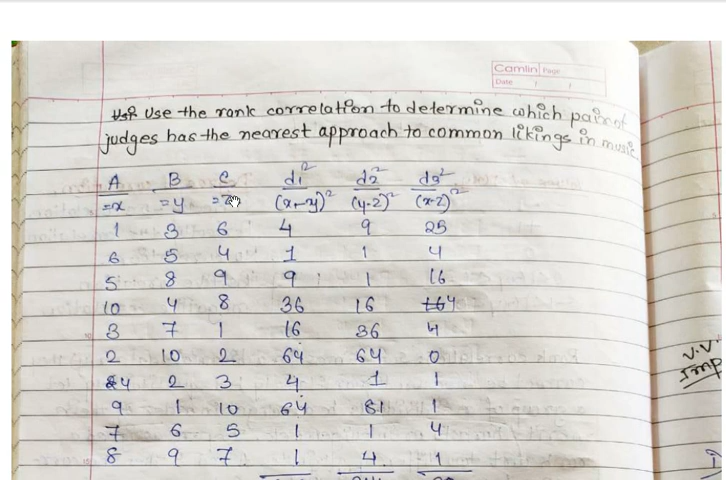 Camlin Page
Date / /
Use the rank correlation to determine which pair of
judges has the nearest approach to common likings in music
A B C d1² d2² d3²
=x =y =z (x-y)² (y-z)² (x-z)²
1 3 6 4 9 25
6 5 4 1 1 4
5 8 9 9 1 16
10 4 8 36 16 4
3 7 1 16 36 4
2 10 2 64 64 0
4 2 3 4 1 1
9 1 10 64 81 1
7 6 5 1 1 4
8 9 7 1 4 1
V.V.
Imp